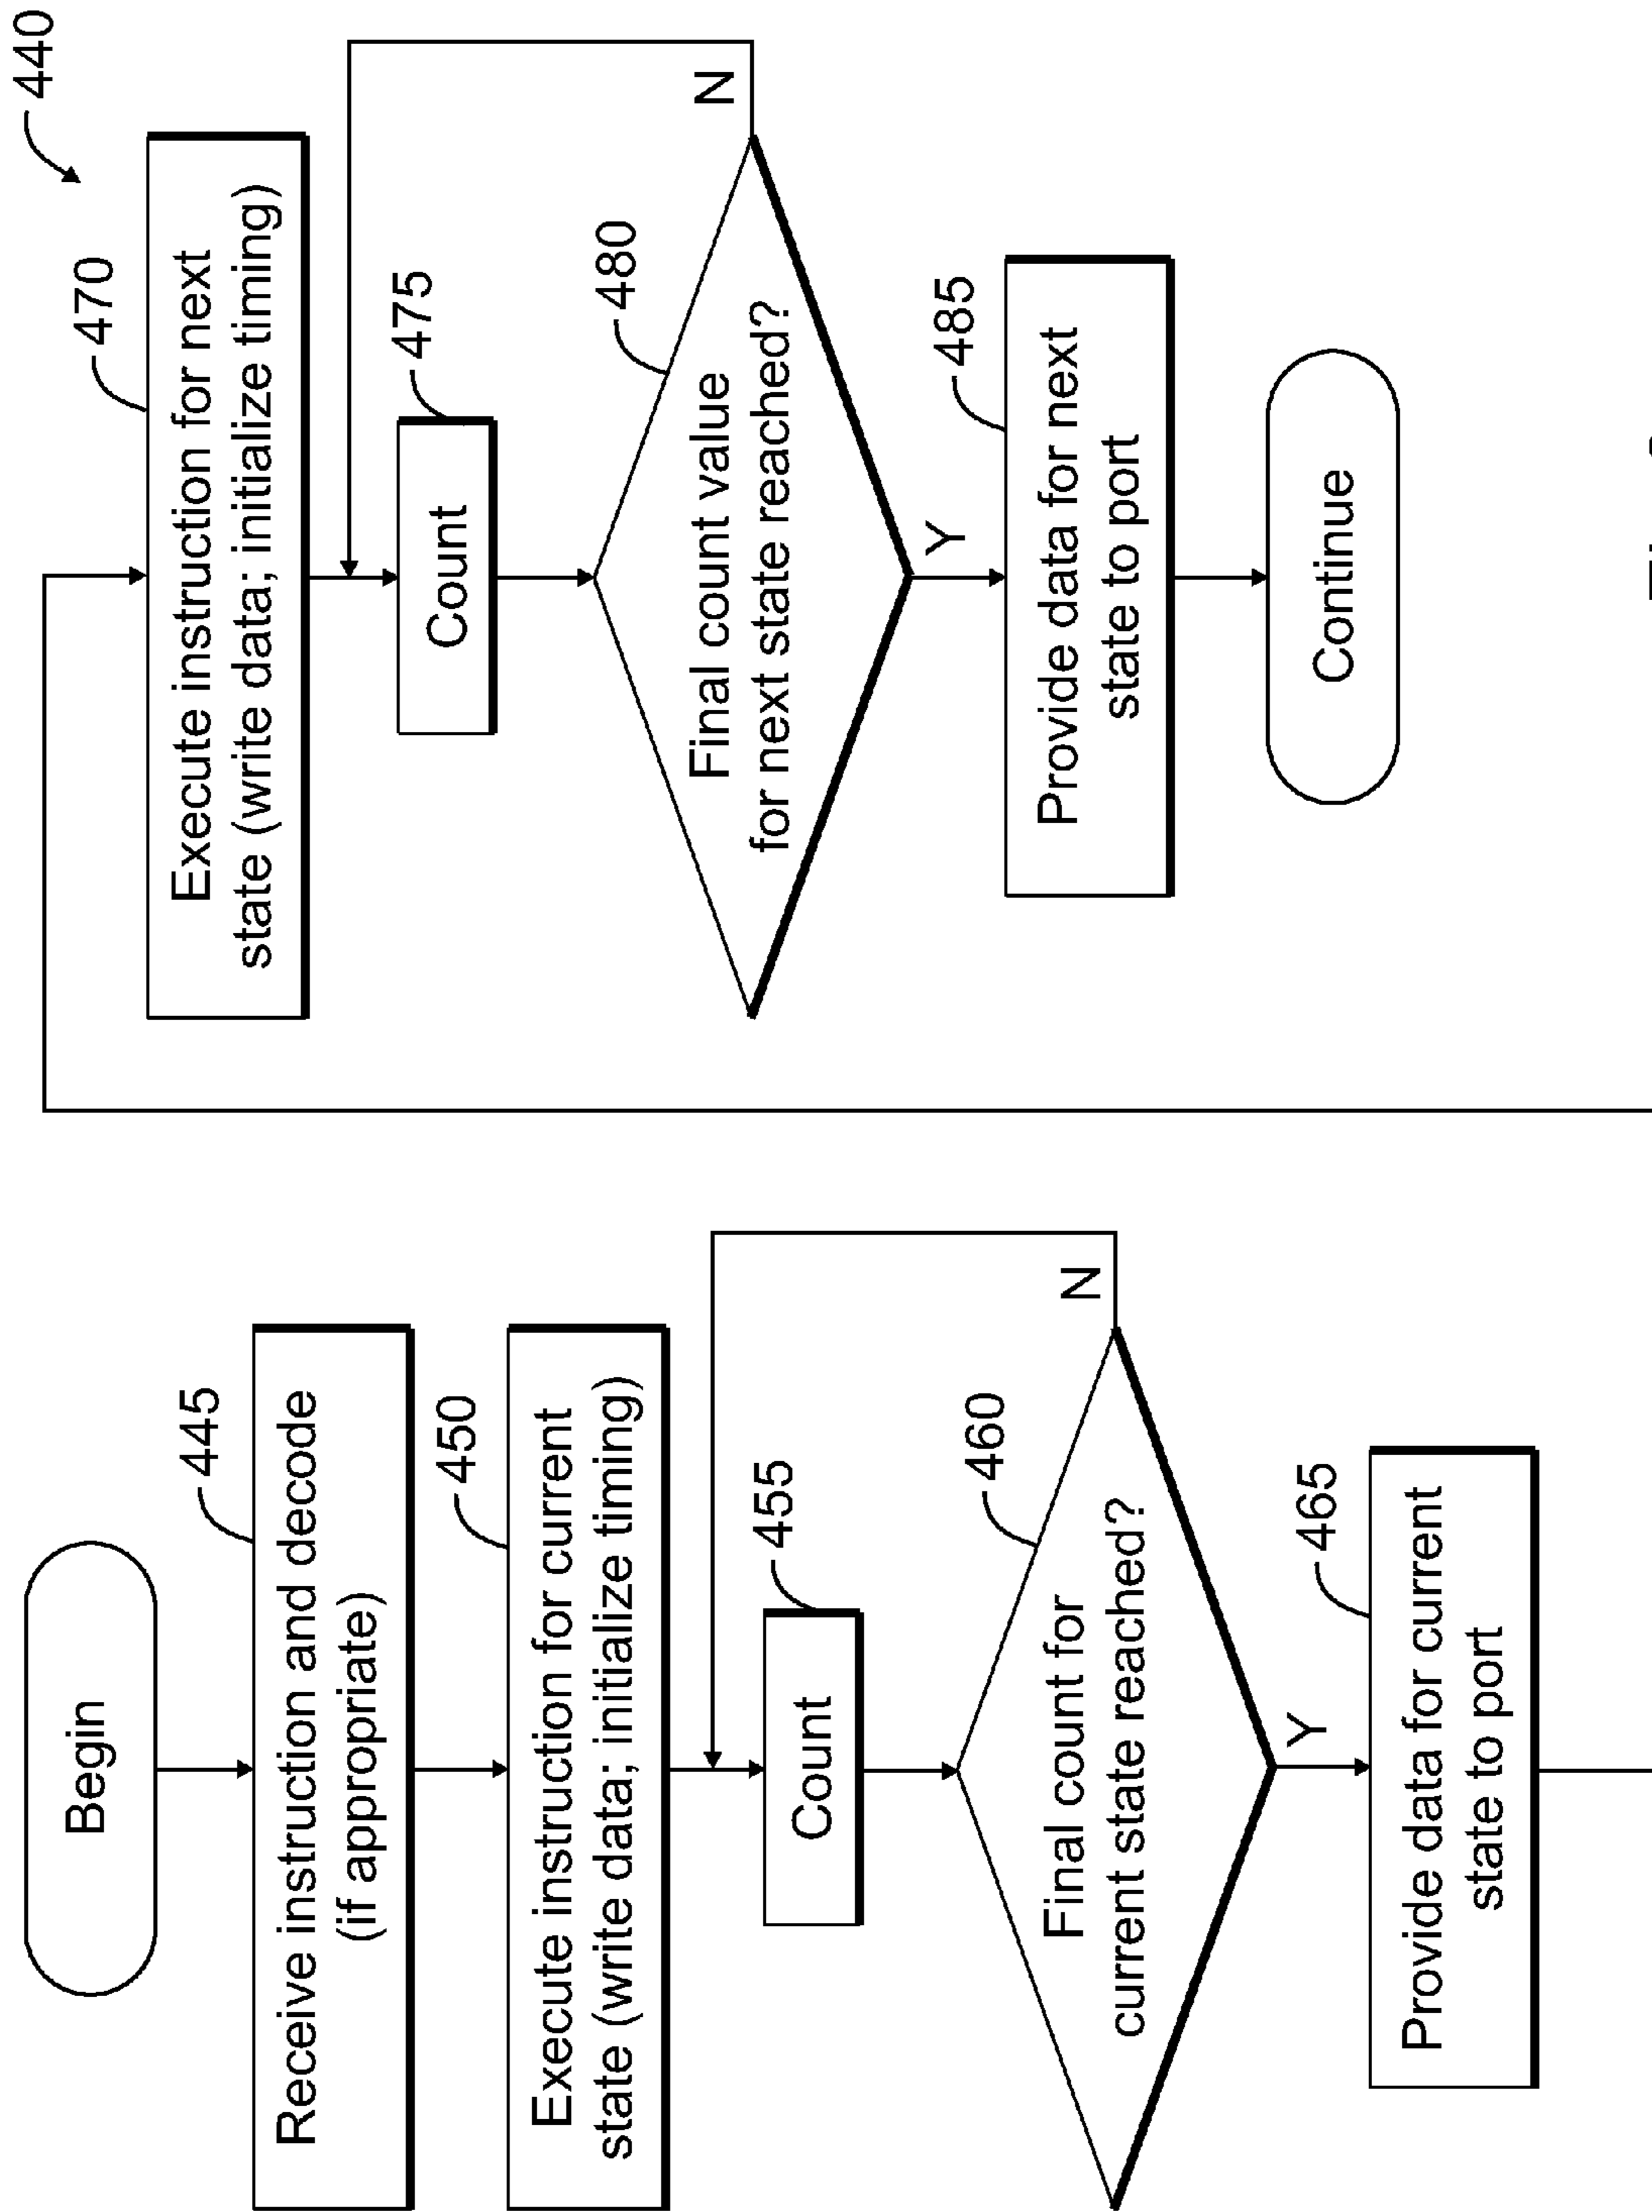 440
Begin
445
Receive instruction and decode
(if appropriate)
450
Execute instruction for current
state (write data; initialize timing)
455
Count
460
Final count for
current state reached?
N
Y
465
Provide data for current
state to port
470
Execute instruction for next
state (write data; initialize timing)
475
Count
480
Final count value
for next state reached?
N
Y
485
Provide data for next
state to port
Continue